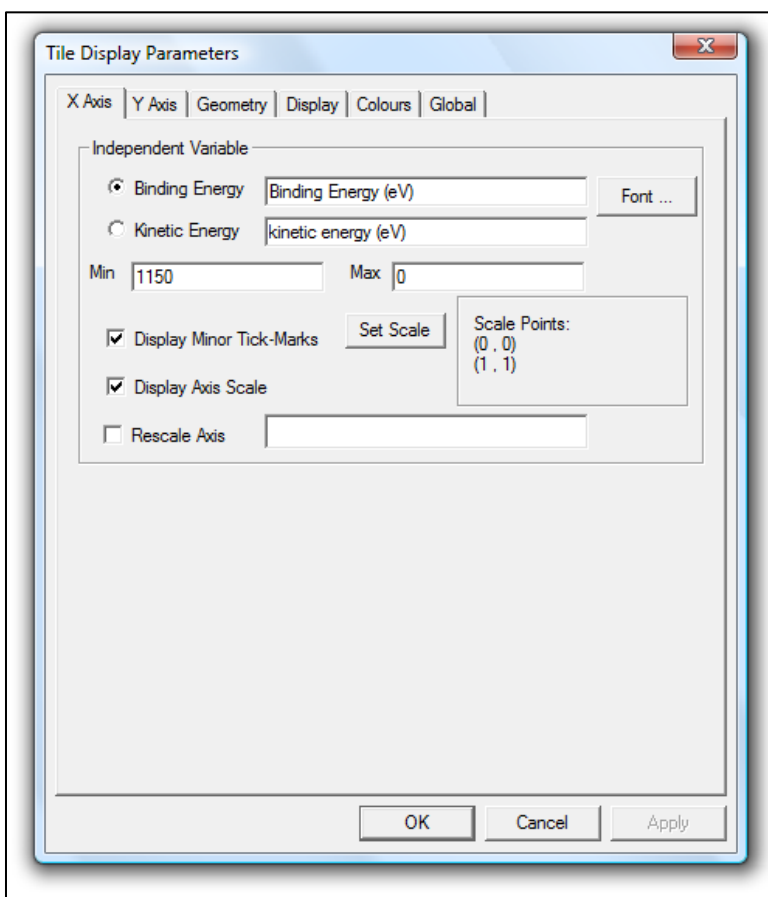 Tile Display Parameters
X Axis Y Axis Geometry Display Colours Global
Independent Variable
Binding Energy Binding Energy (eV) Font ...
Kinetic Energy kinetic energy (eV)
Min 1150 Max 0
Display Minor Tick-Marks Set Scale Scale Points:
(0 , 0)
(1 , 1)
Display Axis Scale
Rescale Axis
OK Cancel Apply